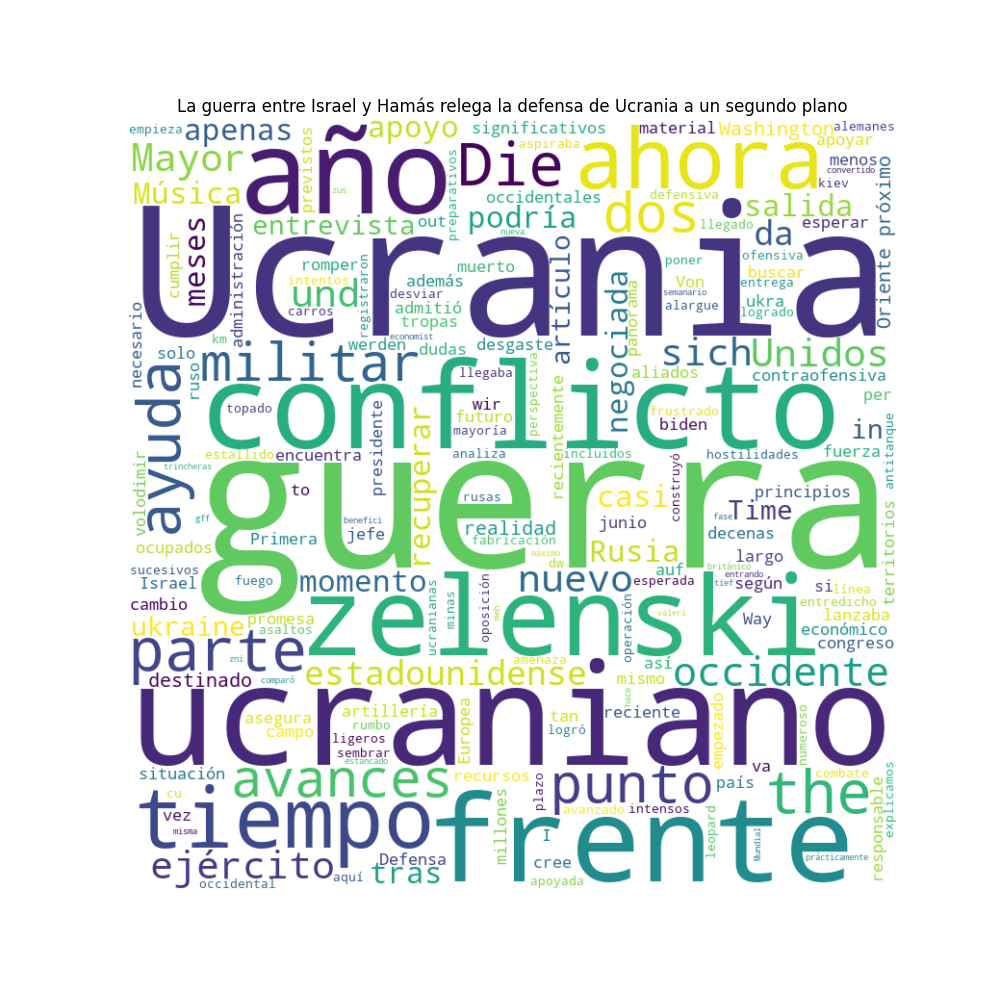 La guerra entre Israel y Hamás relega la defensa de Ucrania a un segundo plano
empieza
apenas
año
previstos
apoyo
significativos
aspiraba
Die
ahora
material
Washington
alemanes
apoyar
Mayor
Música
zus
entrevista
out
preparativos
occidentales
podría
nueva
dos
defensiva
llegado
salida
menos
convertido
kiev
esperar
próximo
Oriente
cumplir
meses
administración
Ucrania
da
ofensiva
poner
entrega
buscar
semanario
ukra
logrado
alargue
Von
panorama
artículo
negociada
romper
intentos
und
carros
registraron
además
desviar
admitió
tropas
economist
muerto
necesario
km
solo
ruso
militar
werden
dudas
desgaste
sich
Unidos
aliados
contraofensiva
per
ayuda
conflicto
topado
llegaba
wir
futuro
mayoría
perspectiva
recientemente
frustrado
biden
in
fuerza
antitanque
estallido
trincheras
encuentra
presidente
recuperar
analiza
incluidos
hostilidades
volodimir
guerra
gff
to
benefici
jefe
rusas
realidad
fabricación
casi
junio
construyó
principios
Time
fase
decenas
territorios
ocupados
Primera
máximo
dw
Rusia
auf
largo
británico
entrando
sucesivos
Israel
fuego
momento
nuevo
esperada
tief
según
si
línea
cambio
zelenski
ucranianas
minas
oposición
meh
operación
valeri
Way
entredicho
lanzaba
económico
congreso
ukraine
promesa
asaltos
parte
zni
comparó
destinado
estadounidense
amenaza
mismo
así
hace
occidente
ucraniano
asegura
campo
artillería
rumbo
ligeros
sembrar
estancado
Europea
tan
logró
reciente
empezado
numeroso
situación
cu
vez
misma
avances
recursos
millones
plazo
punto
avanzado
intensos
país
va
the
combate
explicamos
responsable
tiempo
frente
I
leopard
Mundial
prácticamente
ejército
occidental
aquí
Defensa
tras
cree
apoyada